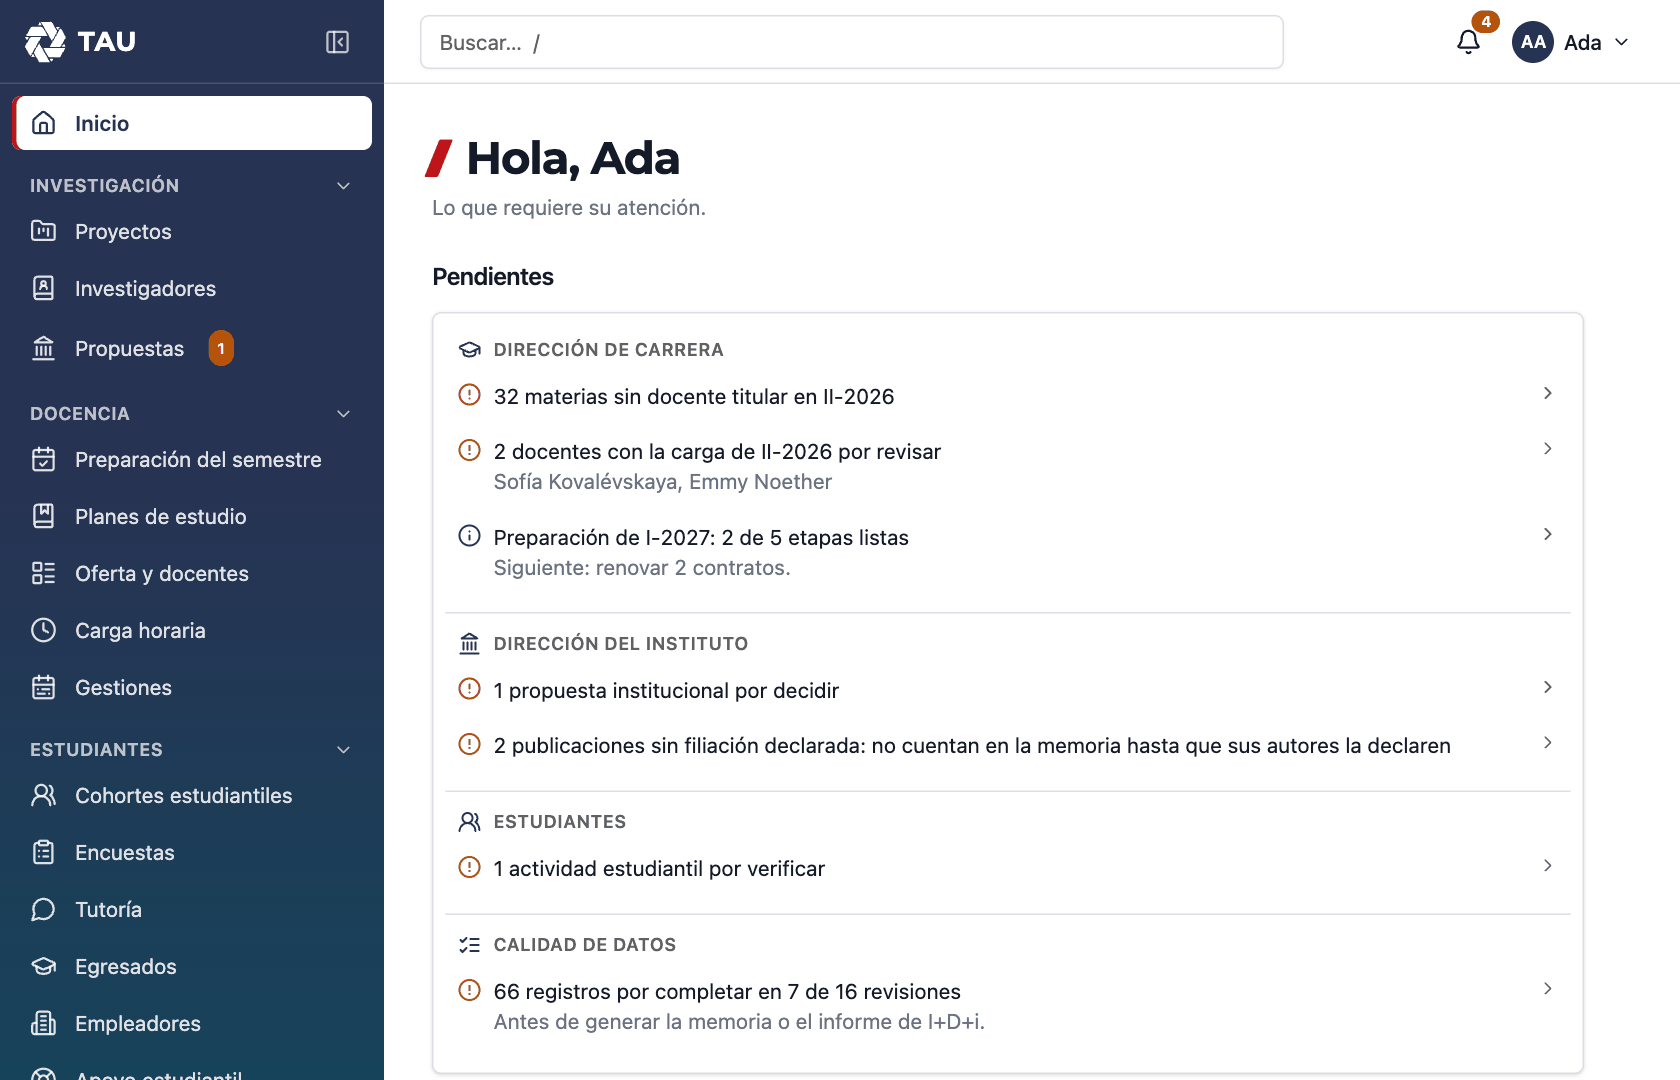 TAU
Buscar... /
4
AA
Ada
Inicio
INVESTIGACIÓN
Proyectos
Investigadores
Propuestas
1
DOCENCIA
Preparación del semestre
Planes de estudio
Oferta y docentes
Carga horaria
Gestiones
ESTUDIANTES
Cohortes estudiantiles
Encuestas
Tutoría
Egresados
Empleadores
Apoyo estudiantil
Hola, Ada
Lo que requiere su atención.
Pendientes
DIRECCIÓN DE CARRERA
32 materias sin docente titular en II-2026
2 docentes con la carga de II-2026 por revisar
Sofía Kovalévskaya, Emmy Noether
Preparación de I-2027: 2 de 5 etapas listas
Siguiente: renovar 2 contratos.
DIRECCIÓN DEL INSTITUTO
1 propuesta institucional por decidir
2 publicaciones sin filiación declarada: no cuentan en la memoria hasta que sus autores la declaren
ESTUDIANTES
1 actividad estudiantil por verificar
CALIDAD DE DATOS
66 registros por completar en 7 de 16 revisiones
Antes de generar la memoria o el informe de I+D+i.